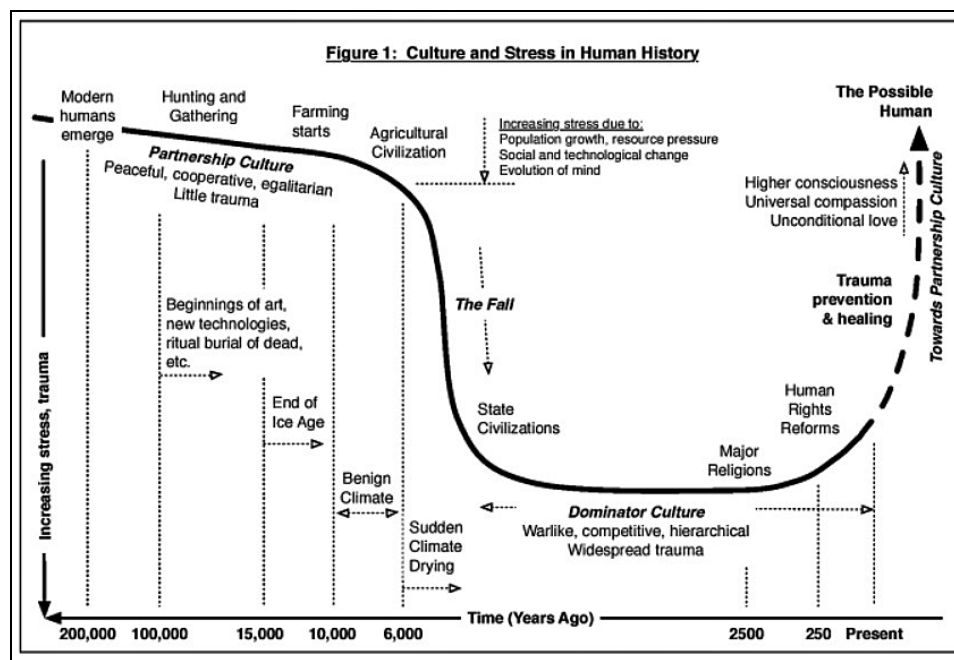 Figure 1: Culture and Stress in Human History
Modern
humans
emerge
Hunting and
Gathering
Farming
starts
Agricultural
Civilization
Partnership Culture
Peaceful, cooperative, egalitarian
Little trauma
Increasing stress due to:
Population growth, resource pressure
Social and technological change
Evolution of mind
The Possible
Human
Higher consciousness
Universal compassion
Unconditional love
Towards Partnership Culture
Trauma
prevention
& healing
The Fall
Beginnings of art,
new technologies,
ritual burial of dead,
etc.
End of
Ice Age
Benign
Climate
Sudden
Climate
Drying
State
Civilizations
Major
Religions
Human
Rights
Reforms
Dominator Culture
Warlike, competitive, hierarchical
Widespread trauma
Increasing stress, trauma
Time (Years Ago)
200,000 100,000 15,000 10,000 6,000 2500 250 Present